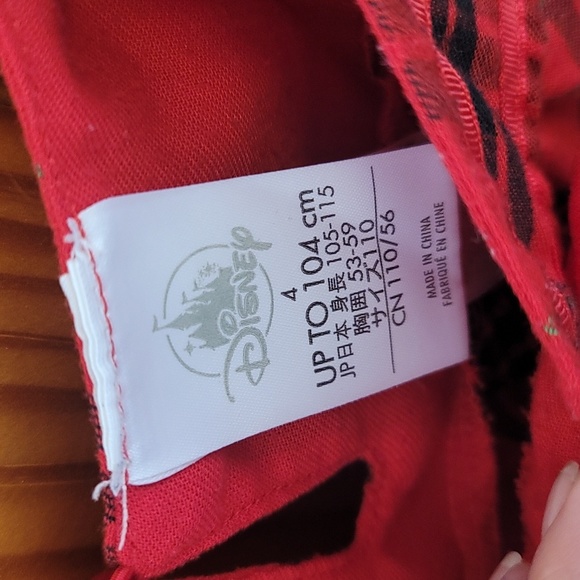 Disney
4
UP TO 104 cm
JP日本 身長 105-115
胸囲 53-59
サイズ110
CN 110/56
MADE IN CHINA
FABRIQUÉ EN CHINE